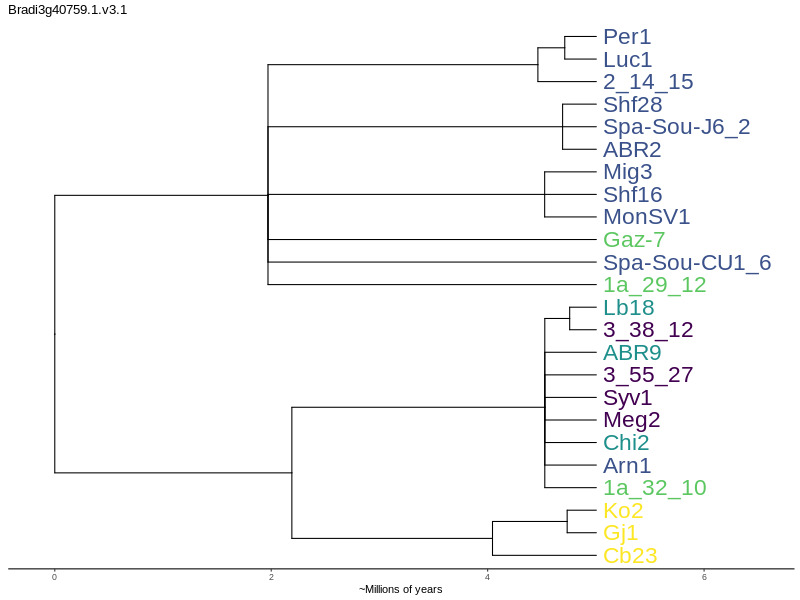 Bradi3g40759.1.v3.1
Per1
Luc1
2_14_15
Shf28
Spa-Sou-J6_2
ABR2
Mig3
Shf16
MonSV1
Gaz-7
Spa-Sou-CU1_6
1a_29_12
Lb18
3_38_12
ABR9
3_55_27
Syv1
Meg2
Chi2
Arn1
1a_32_10
Ko2
Gj1
Cb23
0 2 4 6
~Millions of years